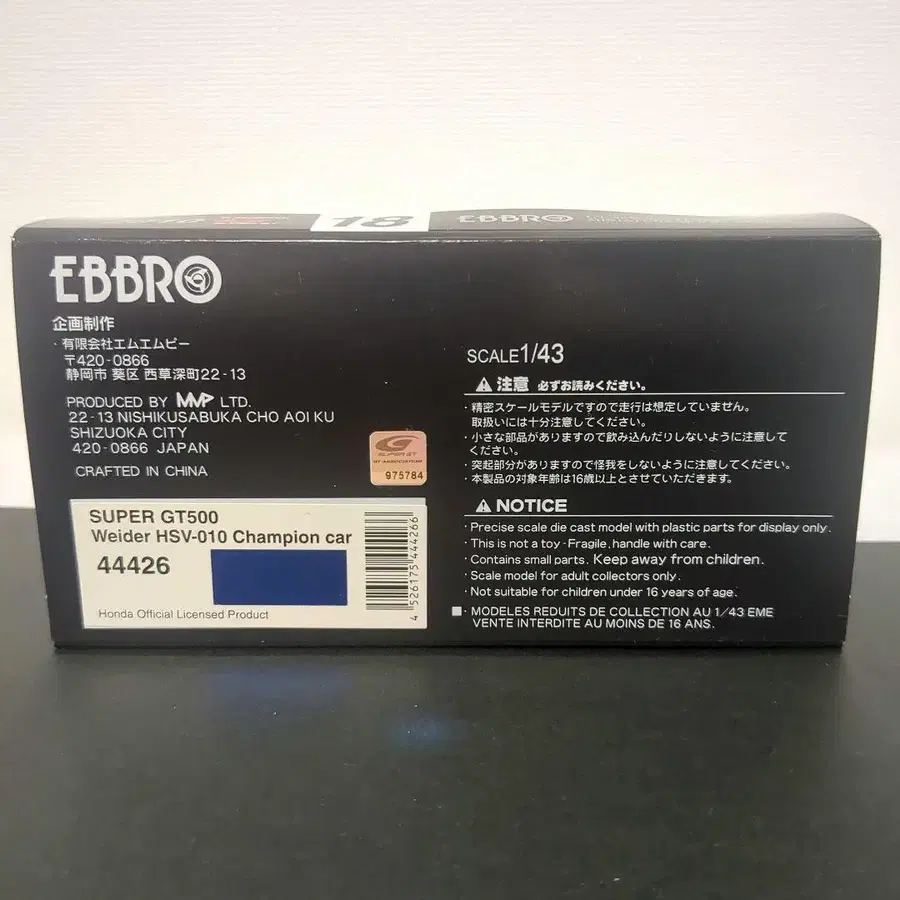 18
EBBRO
EBBRO
企画制作
・有限会社エムエムピー
〒420-0866
静岡市 葵区 西草深町22-13
PRODUCED BY MMP LTD.
22-13 NISHIKUSABUKA CHO AOI KU
SHIZUOKA CITY
420-0866 JAPAN
CRAFTED IN CHINA
SUPER GT
GT-ASSOCIATION
975784
SUPER GT500
Weider HSV-010 Champion car
44426
Honda Official Licensed Product
4 526175 444266
SCALE1/43
注意 必ずお読みください。
・精密スケールモデルですので走行は想定していません。
取扱いには十分注意してください。
・小さな部品がありますので飲み込んだりしないように注意して
ください。
・突起部分がありますので怪我をしないように注意してください。
・本製品の対象年齢は16歳以上とさせていただきます。
NOTICE
・Precise scale die cast model with plastic parts for display only.
・This is not a toy・Fragile, handle with care.
・Contains small parts. Keep away from children.
・Scale model for adult collectors only.
・Not suitable for children under 16 years of age.
■・MODELES REDUITS DE COLLECTION AU 1/43 EME
VENTE INTERDITE AU MOINS DE 16 ANS.